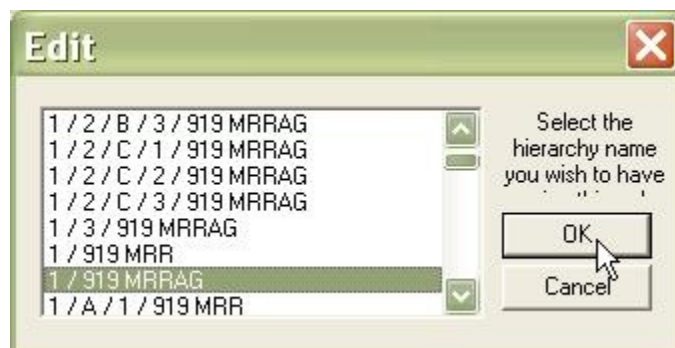 Edit
1 / 2 / B / 3 / 919 MRRAG
1 / 2 / C / 1 / 919 MRRAG
1 / 2 / C / 2 / 919 MRRAG
1 / 2 / C / 3 / 919 MRRAG
1 / 3 / 919 MRRAG
1 / 919 MRR
1 / 919 MRRAG
1 / A / 1 / 919 MRR
Select the
hierarchy name
you wish to have
OK
Cancel